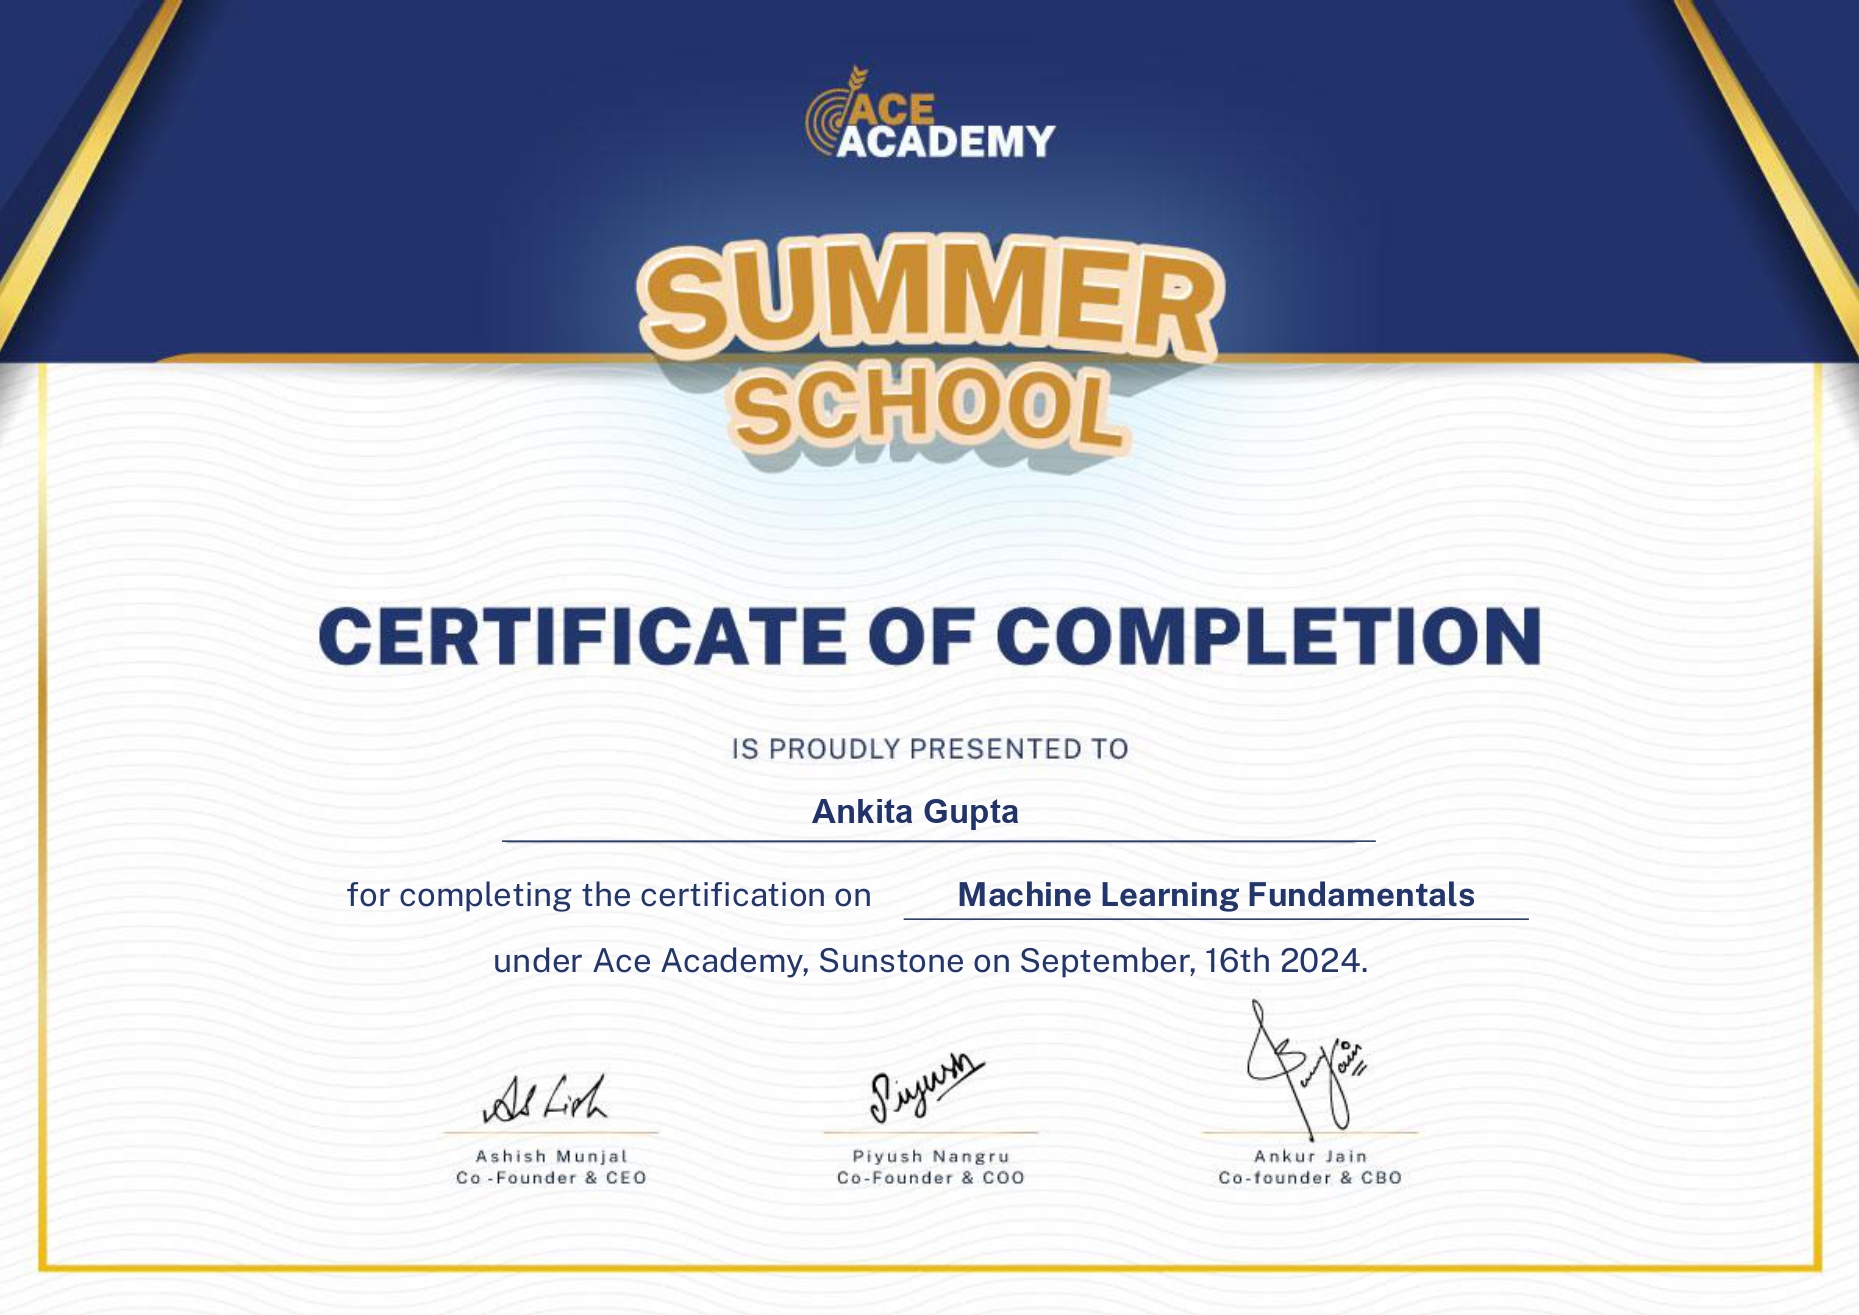 ACE
ACADEMY
SUMMER
SCHOOL
CERTIFICATE OF COMPLETION
IS PROUDLY PRESENTED TO
Ankita Gupta
for completing the certification on Machine Learning Fundamentals
under Ace Academy, Sunstone on September, 16th 2024.
Ashish Piyush Jain
Ashish Munjal Piyush Nangru Ankur Jain
Co -Founder & CEO Co-Founder & COO Co-founder & CBO